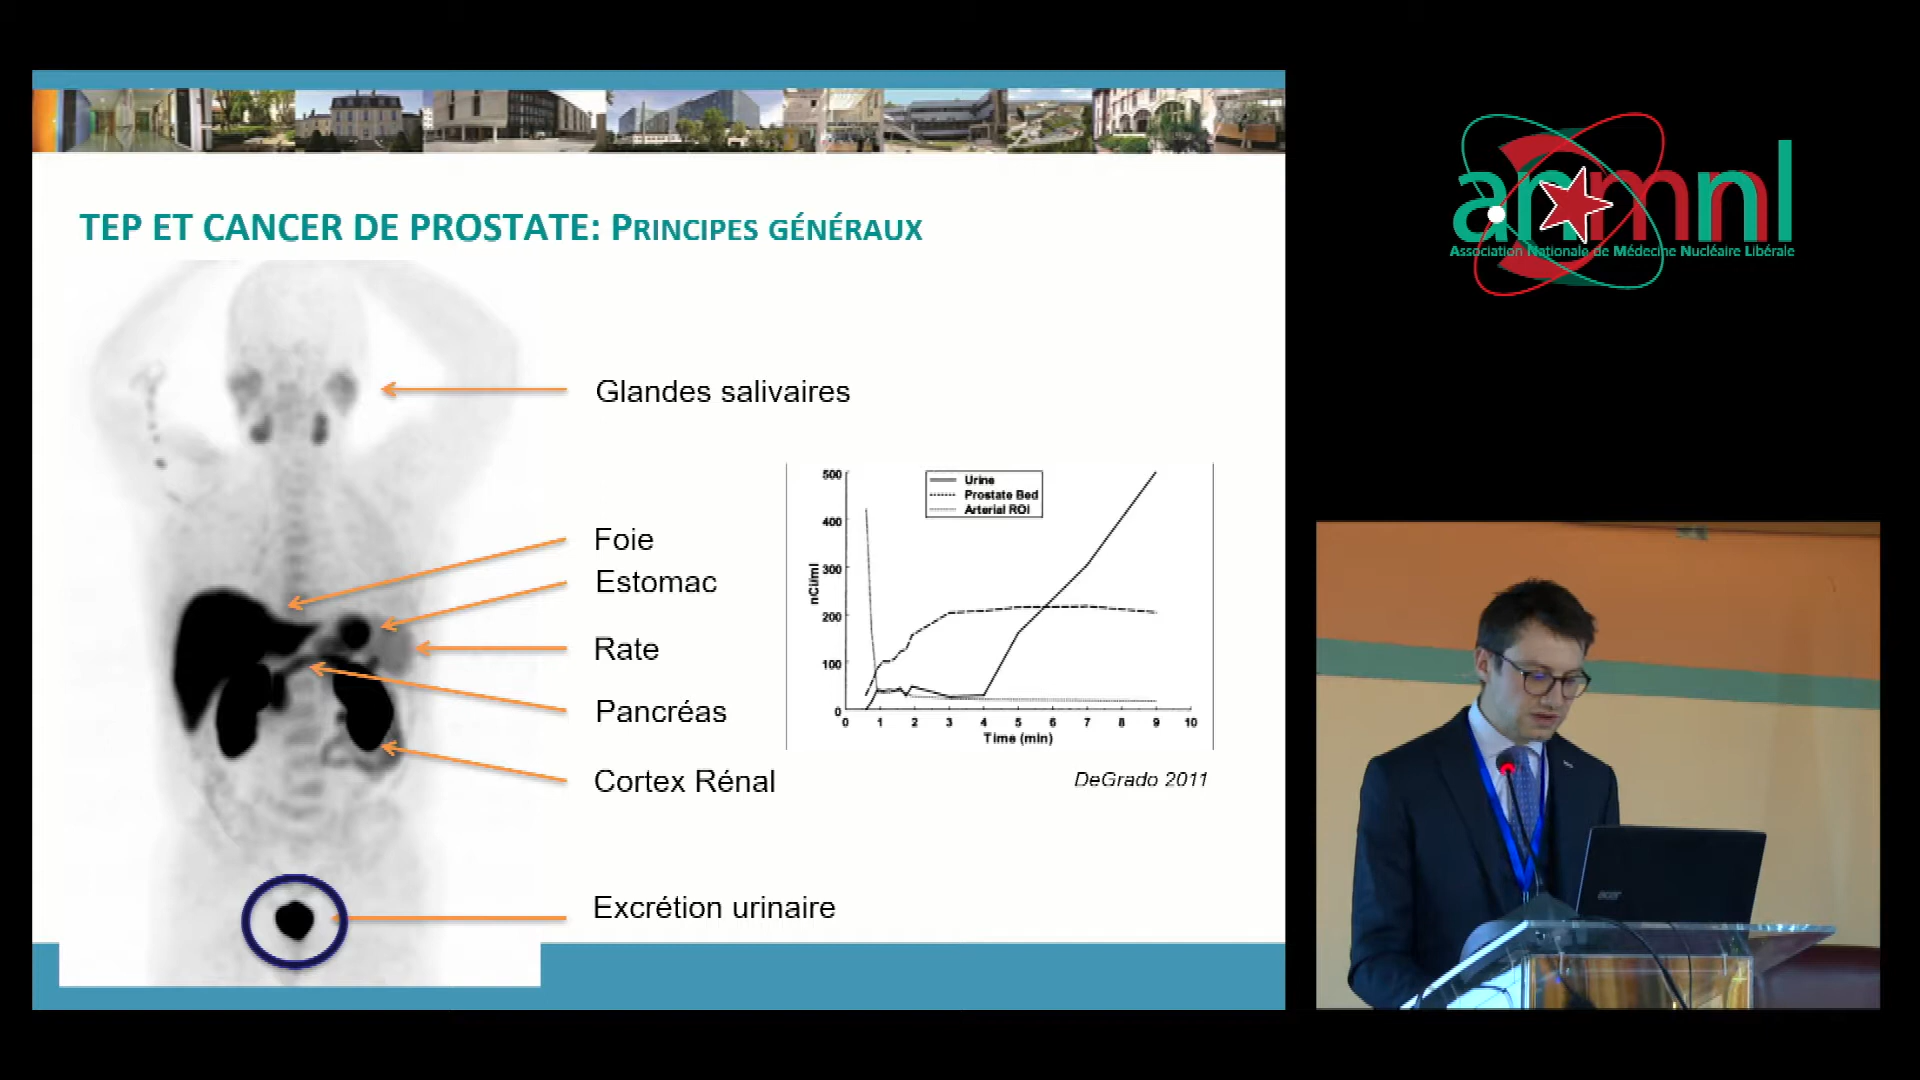 TEP ET CANCER DE PROSTATE: PRINCIPES GÉNÉRAUX
Glandes salivaires
Foie
Estomac
Rate
Pancréas
Cortex Rénal
Excrétion urinaire
500
400
300
200
100
0
nCi/ml
Urine
Prostate Bed
Arterial ROI
0 1 2 3 4 5 6 7 8 9 10
Time (min)
DeGrado 2011
anmnl
Association Nationale de Médecine Nucléaire Libérale
acer